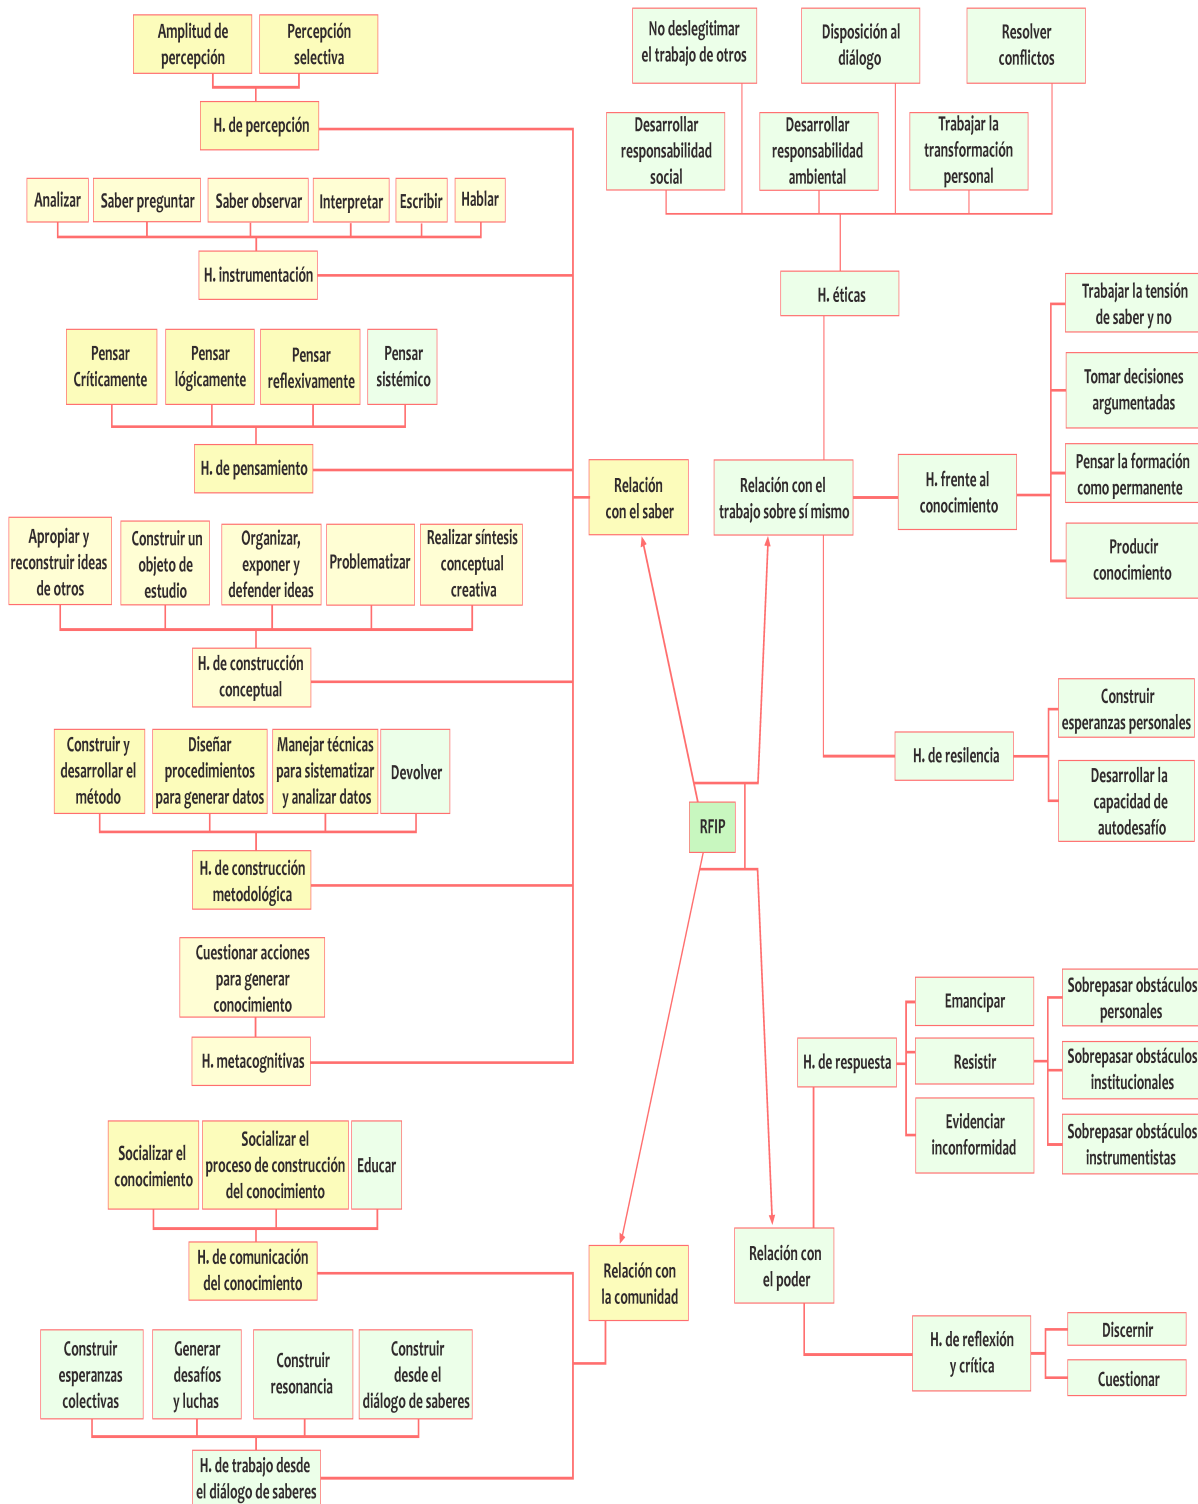 Amplitud de
percepción
Percepción
selectiva
H. de percepción
Analizar
Saber preguntar
Saber observar
Interpretar
Escribir
Hablar
H. instrumentación
Pensar
Críticamente
Pensar
lógicamente
Pensar
reflexivamente
Pensar
sistémico
H. de pensamiento
Apropiar y
reconstruir ideas
de otros
Construir un
objeto de
estudio
Organizar,
exponer y
defender ideas
Problematizar
Realizar síntesis
conceptual
creativa
H. de construcción
conceptual
Construir y
desarrollar el
método
Diseñar
procedimientos
para generar datos
Manejar técnicas
para sistematizar
y analizar datos
Devolver
H. de construcción
metodológica
Cuestionar acciones
para generar
conocimiento
H. metacognitivas
Relación
con el saber
No deslegitimar
el trabajo de otros
Disposición al
diálogo
Resolver
conflictos
Desarrollar
responsabilidad
social
Desarrollar
responsabilidad
ambiental
Trabajar la
transformación
personal
H. éticas
Relación con el
trabajo sobre sí mismo
H. frente al
conocimiento
Trabajar la tensión
de saber y no
Tomar decisiones
argumentadas
Pensar la formación
como permanente
Producir
conocimiento
H. de resilencia
Construir
esperanzas personales
Desarrollar la
capacidad de
autodesafío
RFIP
Socializar el
conocimiento
Socializar el
proceso de construcción
del conocimiento
Educar
H. de comunicación
del conocimiento
Relación con
la comunidad
Construir
esperanzas
colectivas
Generar
desafíos
y luchas
Construir
resonancia
Construir
desde el
diálogo de saberes
H. de trabajo desde
el diálogo de saberes
Relación con
el poder
H. de respuesta
Emancipar
Resistir
Evidenciar
inconformidad
Sobrepasar obstáculos
personales
Sobrepasar obstáculos
institucionales
Sobrepasar obstáculos
instrumentistas
H. de reflexión
y crítica
Discernir
Cuestionar